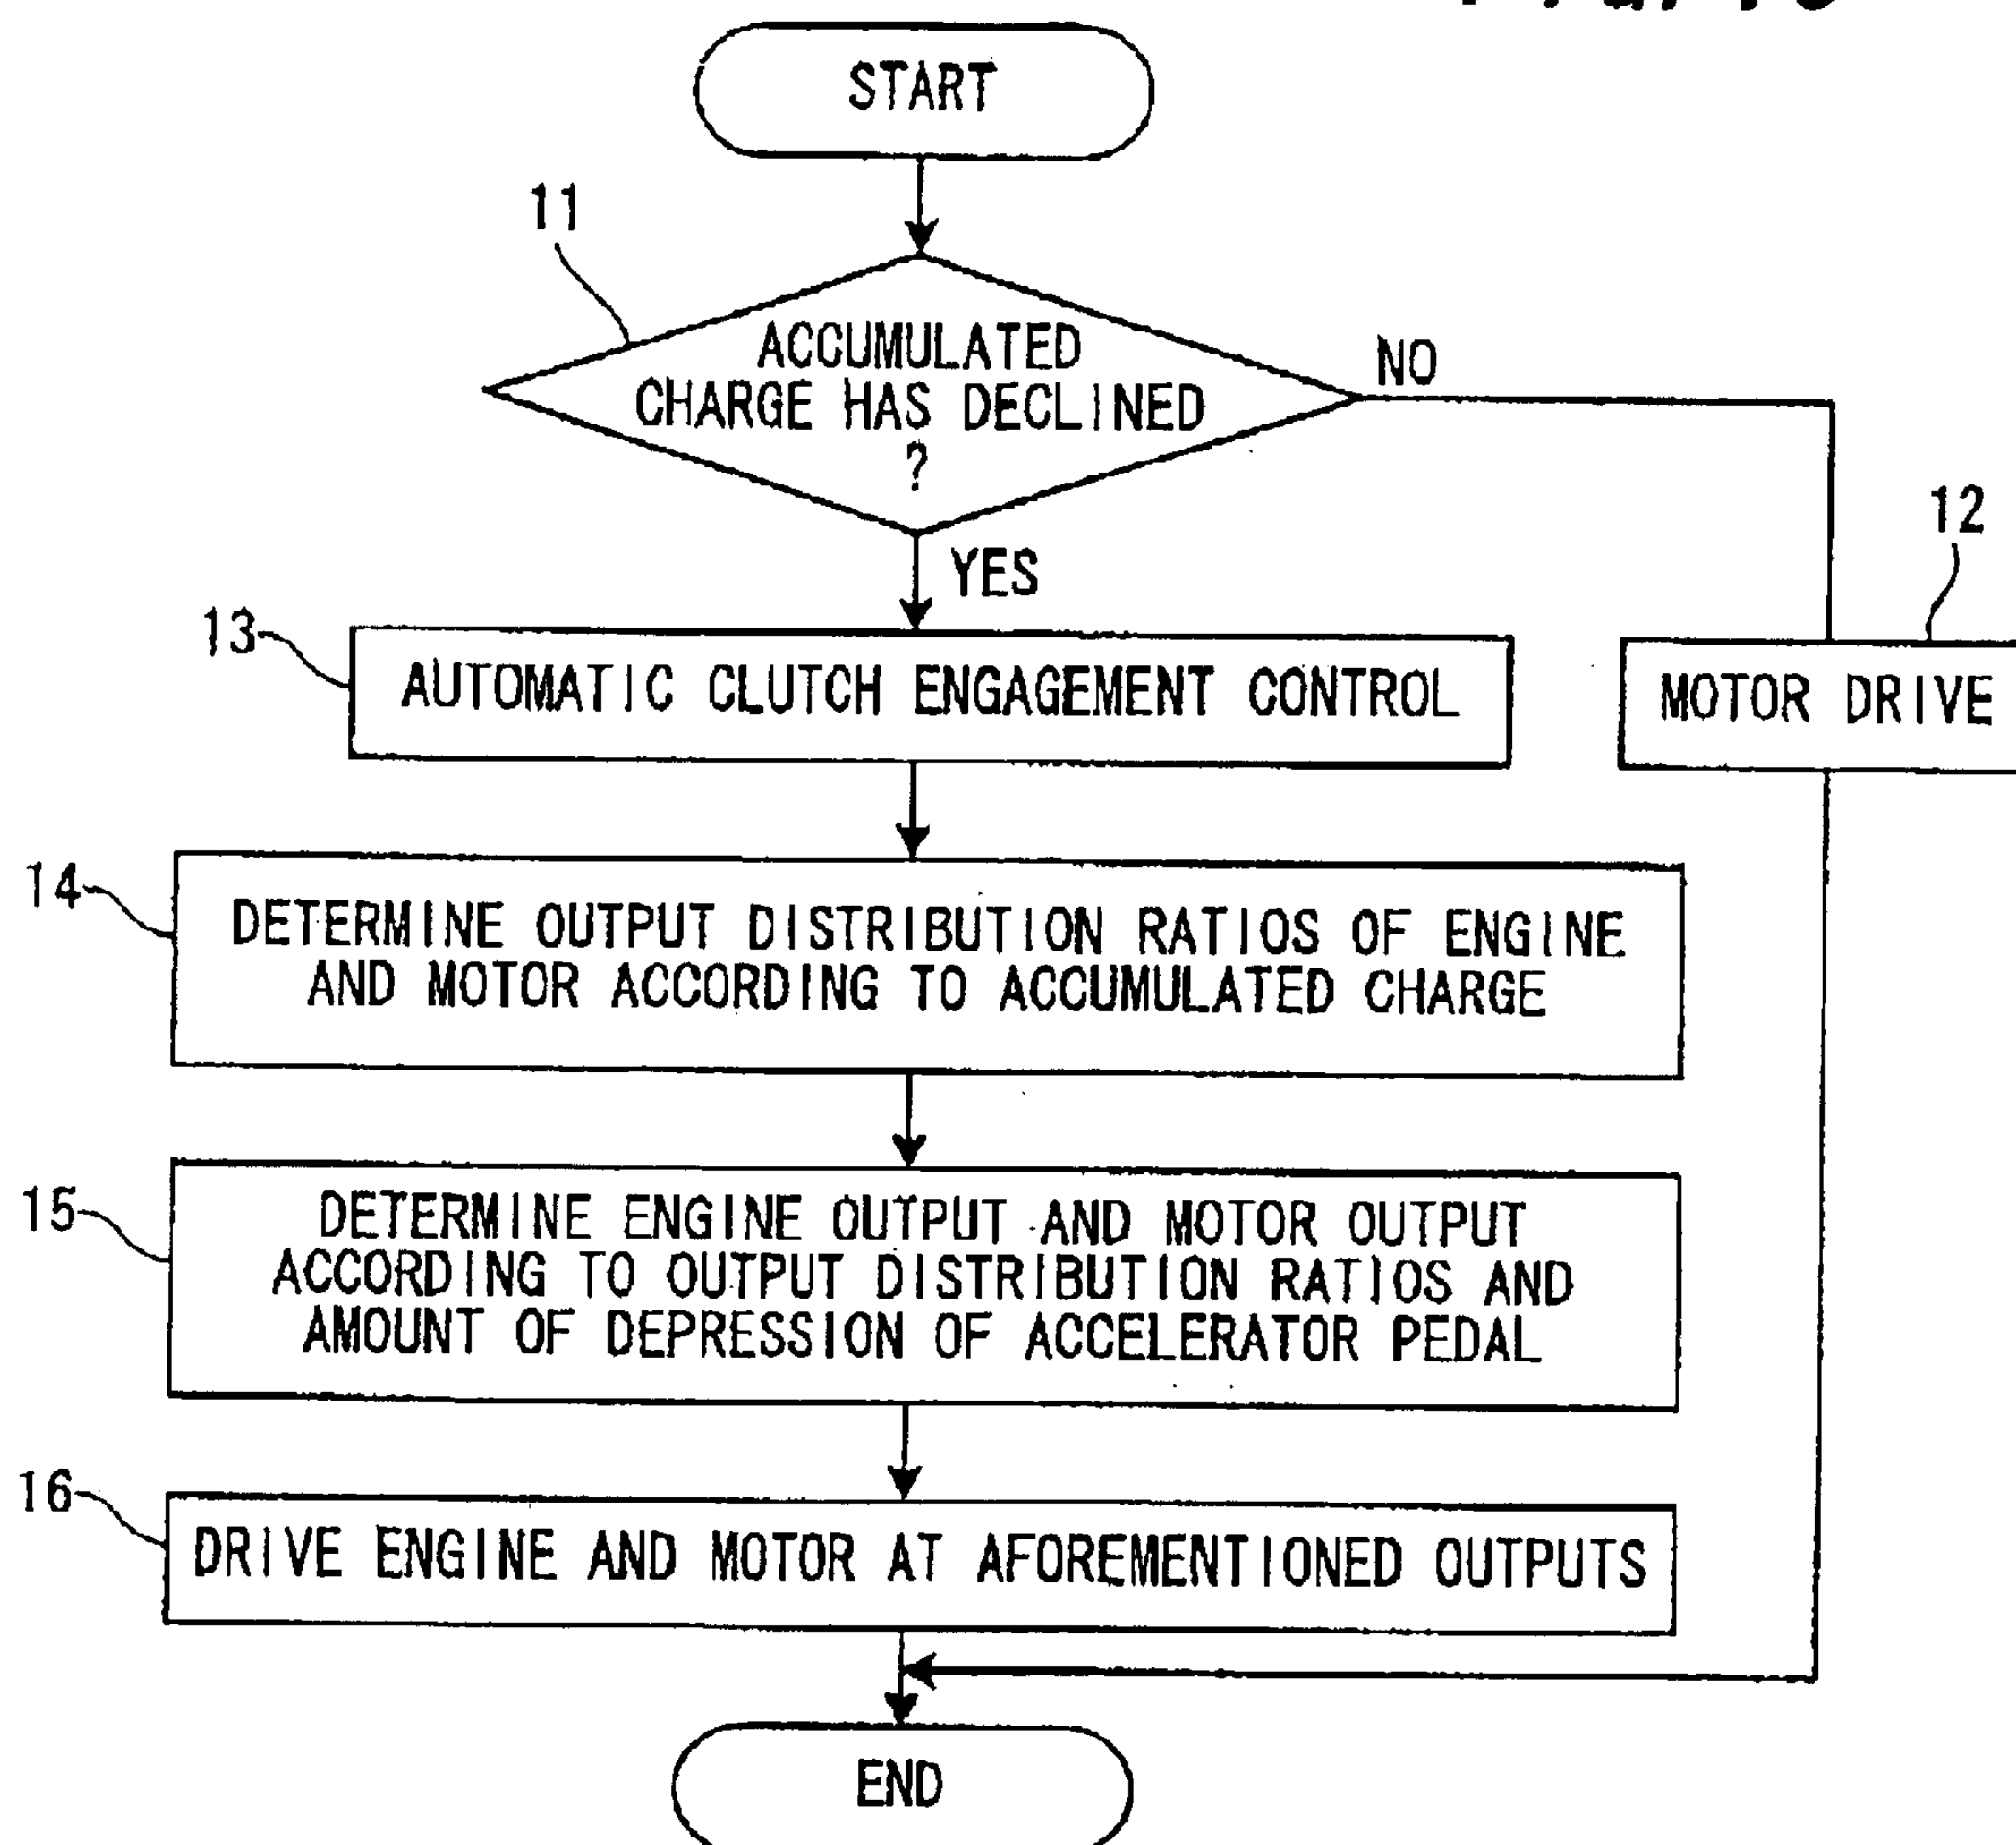 START
11
ACCUMULATED
CHARGE HAS DECLINED
?
NO
YES
12
13
AUTOMATIC CLUTCH ENGAGEMENT CONTROL
MOTOR DRIVE
14
DETERMINE OUTPUT DISTRIBUTION RATIOS OF ENGINE
AND MOTOR ACCORDING TO ACCUMULATED CHARGE
15
DETERMINE ENGINE OUTPUT AND MOTOR OUTPUT
ACCORDING TO OUTPUT DISTRIBUTION RATIOS AND
AMOUNT OF DEPRESSION OF ACCELERATOR PEDAL
16
DRIVE ENGINE AND MOTOR AT AFOREMENTIONED OUTPUTS
END